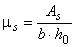 μₛ = Aₛ / (b · h₀)